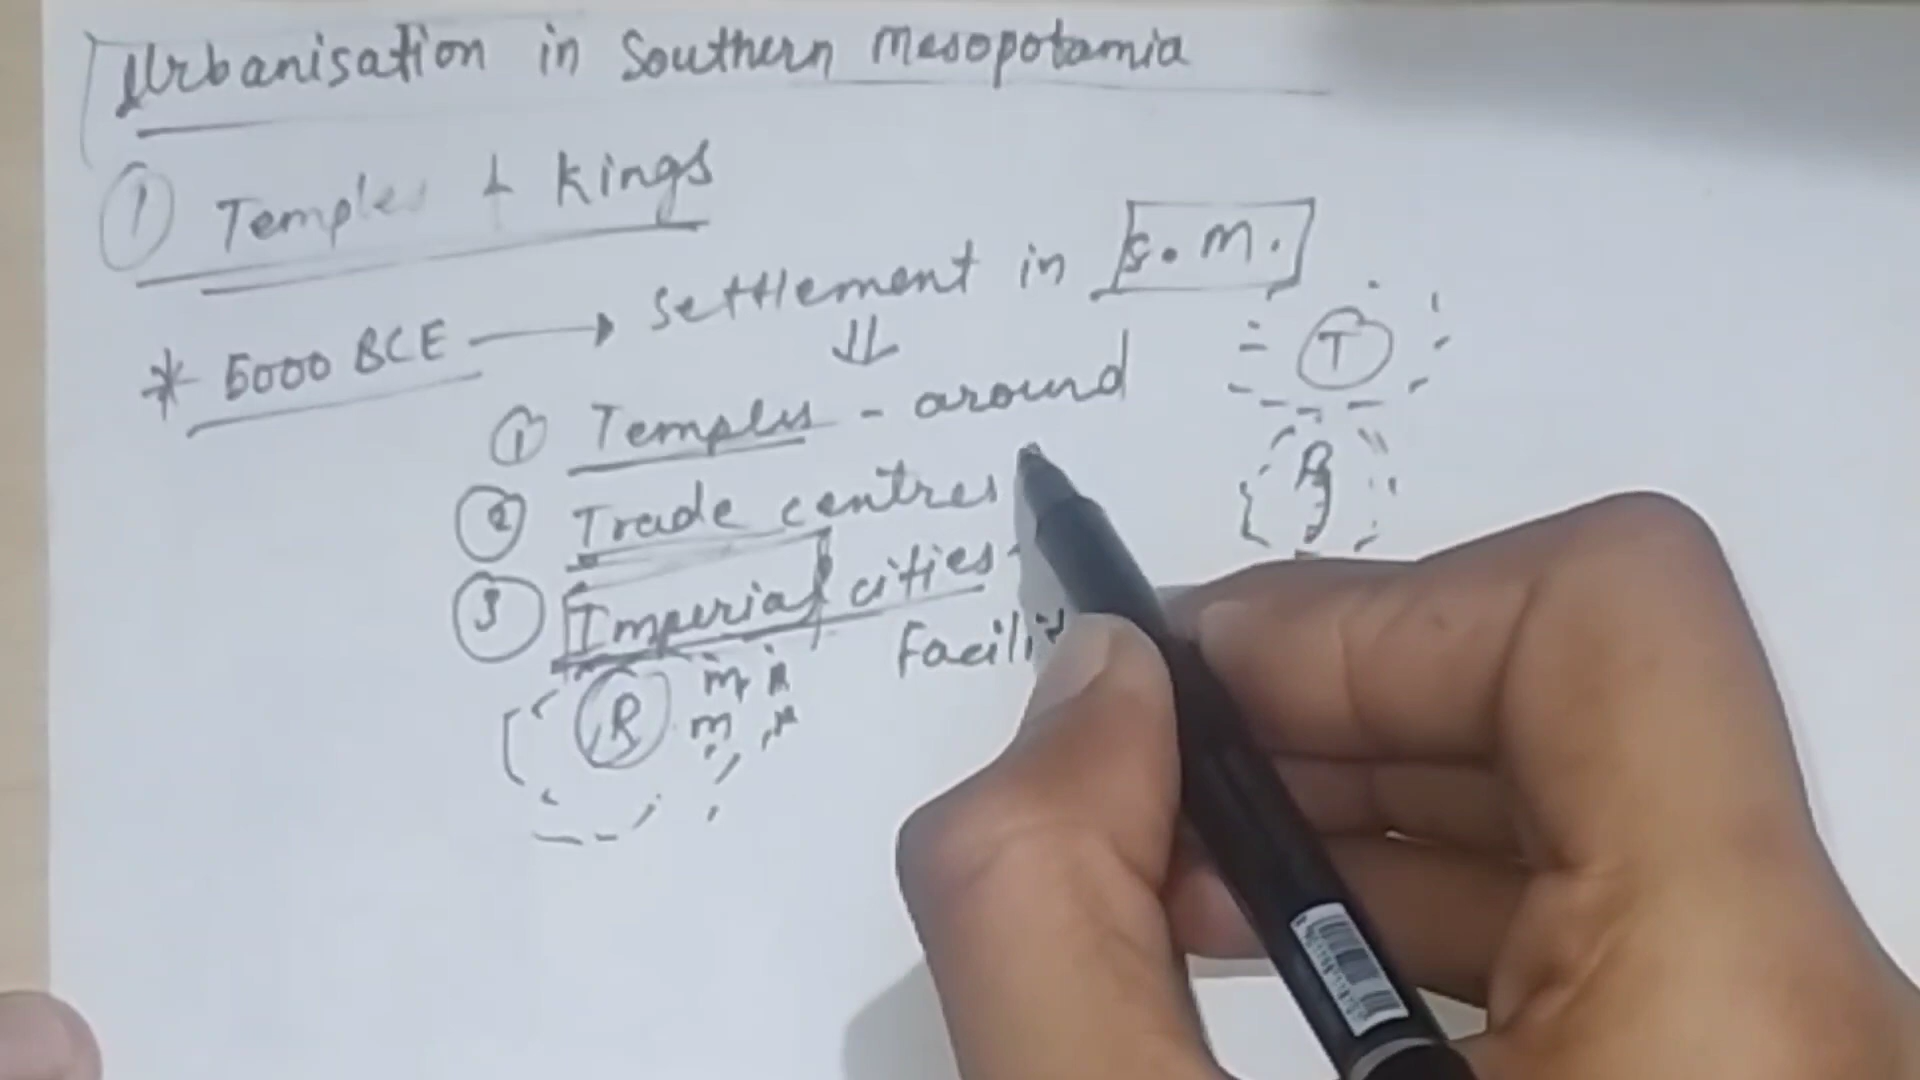 Urbanisation in Southern Mesopotamia
① Temples + Kings
* 5000 BCE → Settlement in S.M.
⇓
① Temples - around
T
② Trade centres
③ Imperial cities -
Facilit
R m
m